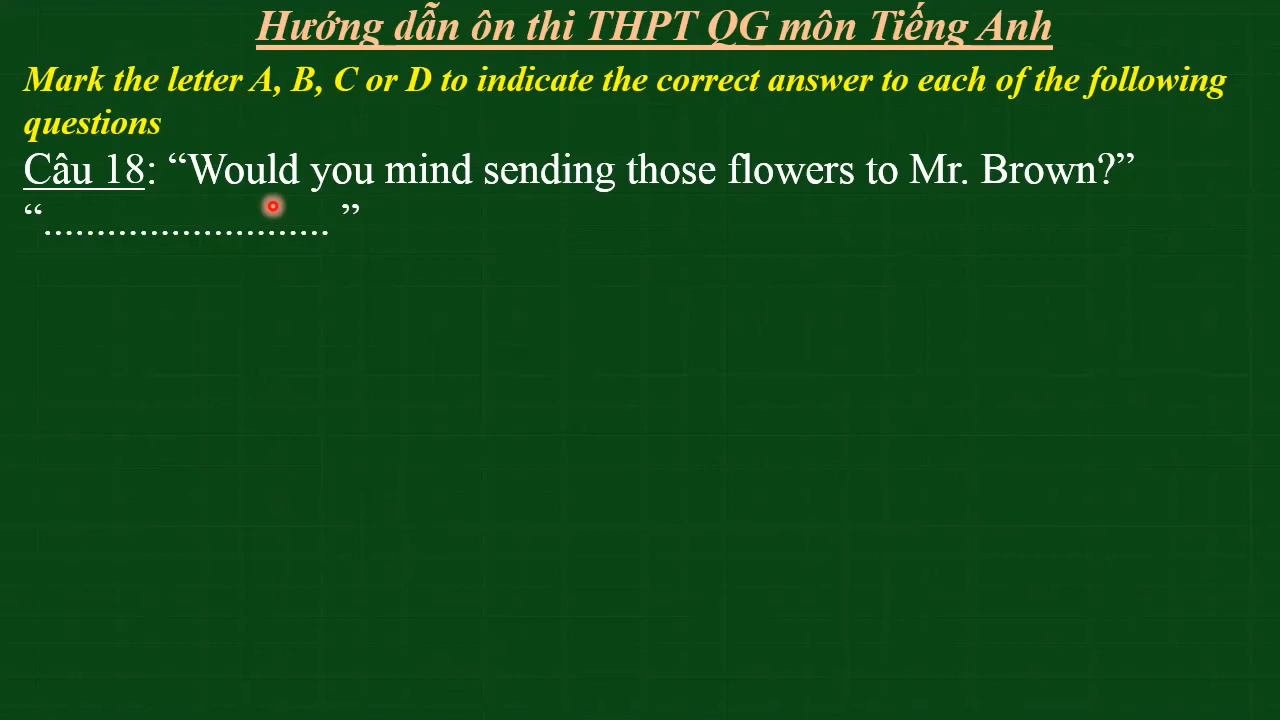 Hướng dẫn ôn thi THPT QG môn Tiếng Anh
Mark the letter A, B, C or D to indicate the correct answer to each of the following
questions
Câu 18: “Would you mind sending those flowers to Mr. Brown?”
“........................... ”